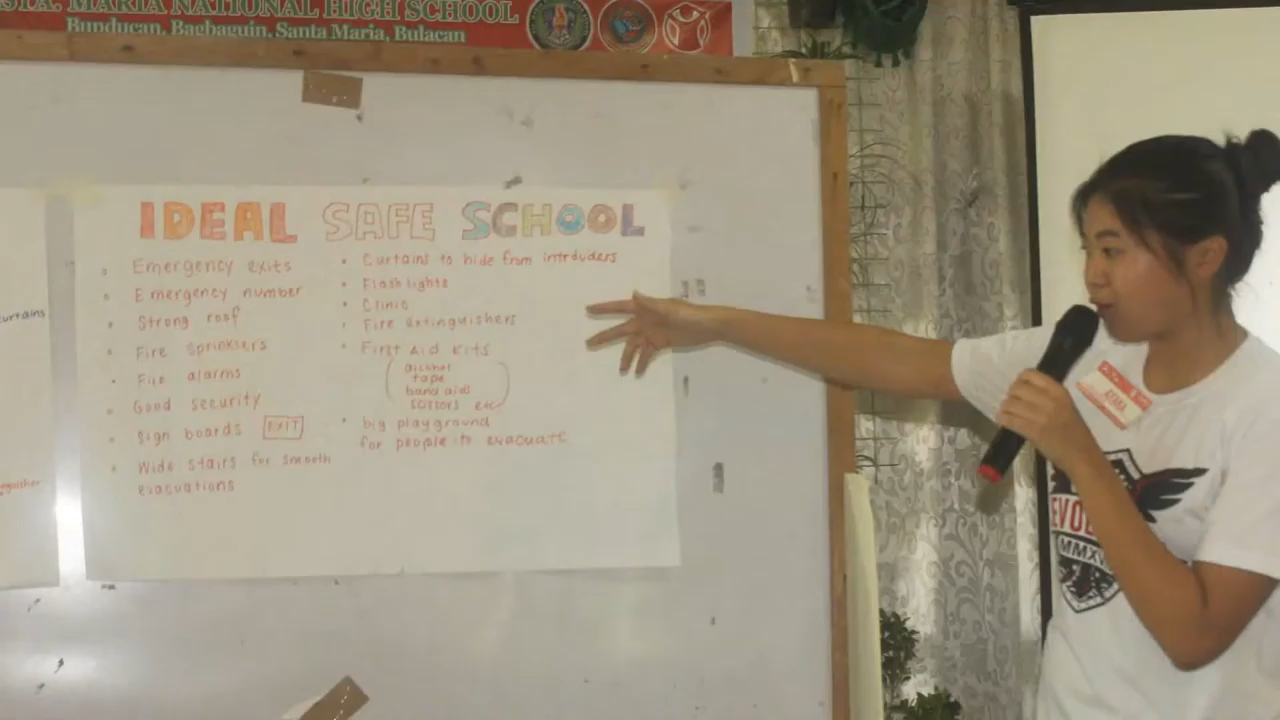 STA. MARIA NATIONAL HIGH SCHOOL
Bunducan, Bagbaguin, Santa Maria, Bulacan
IDEAL SAFE SCHOOL
• Emergency exits
• Emergency number
• Strong roof
• Fire sprinklers
• Fire alarms
• Good security
• Sign boards EXIT
• Wide stairs for smooth
evacuations
• Curtains to hide from intruders
• Flash lights
• Clinic
• Fire extinguishers
• First Aid kits
(alcohol
tape
band aids
scissors etc)
• big playground
for people to evacuate
curtains
MMXV